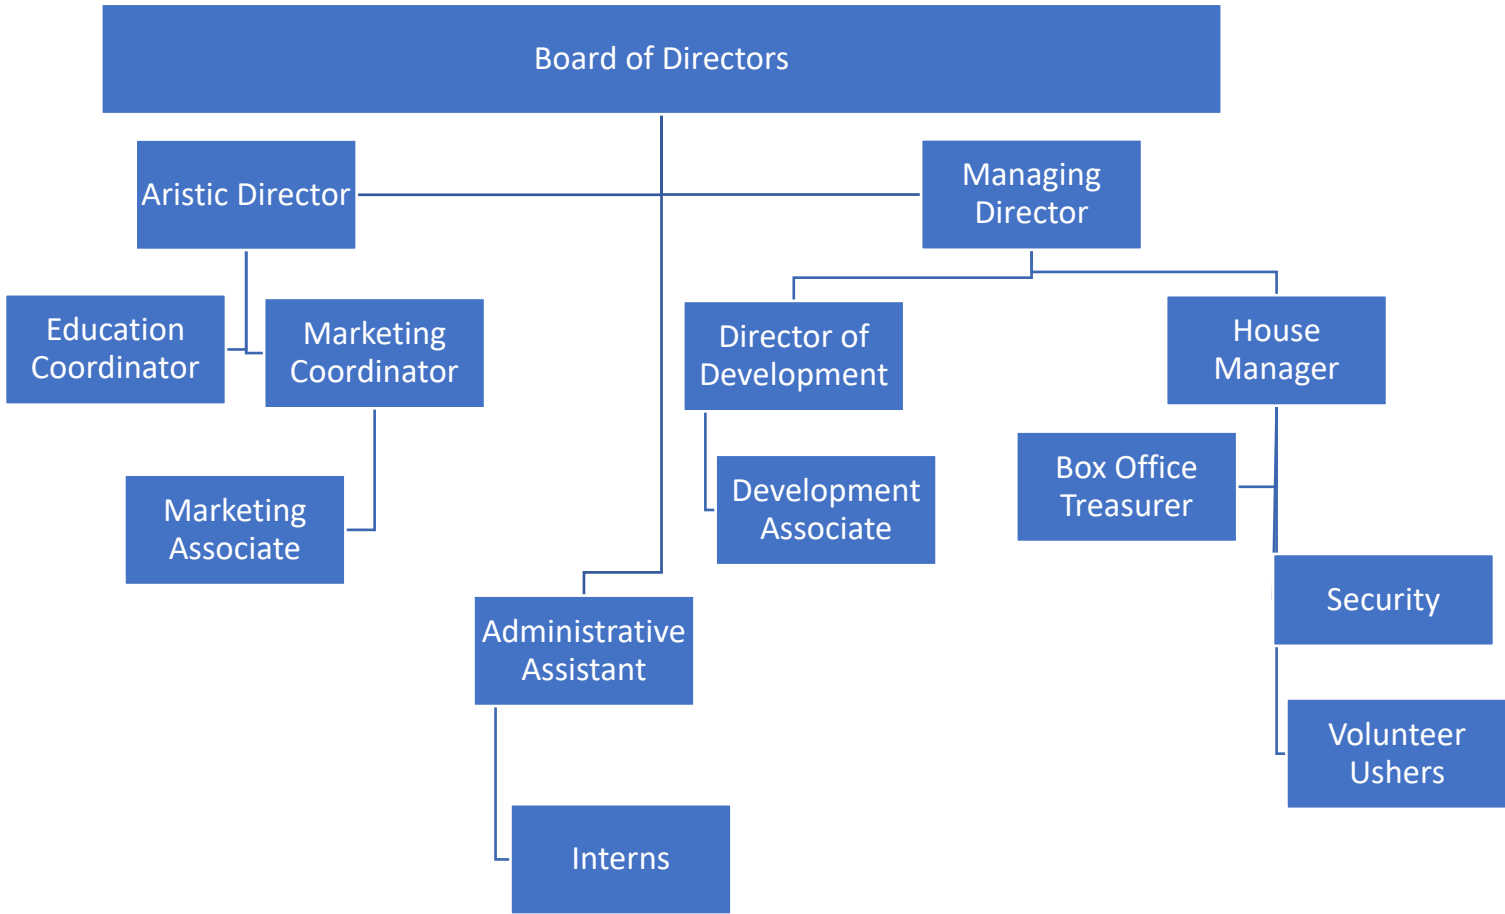 Board of Directors
Aristic Director
Managing
Director
Education
Coordinator
Marketing
Coordinator
Director of
Development
House
Manager
Marketing
Associate
Development
Associate
Box Office
Treasurer
Security
Administrative
Assistant
Volunteer
Ushers
Interns